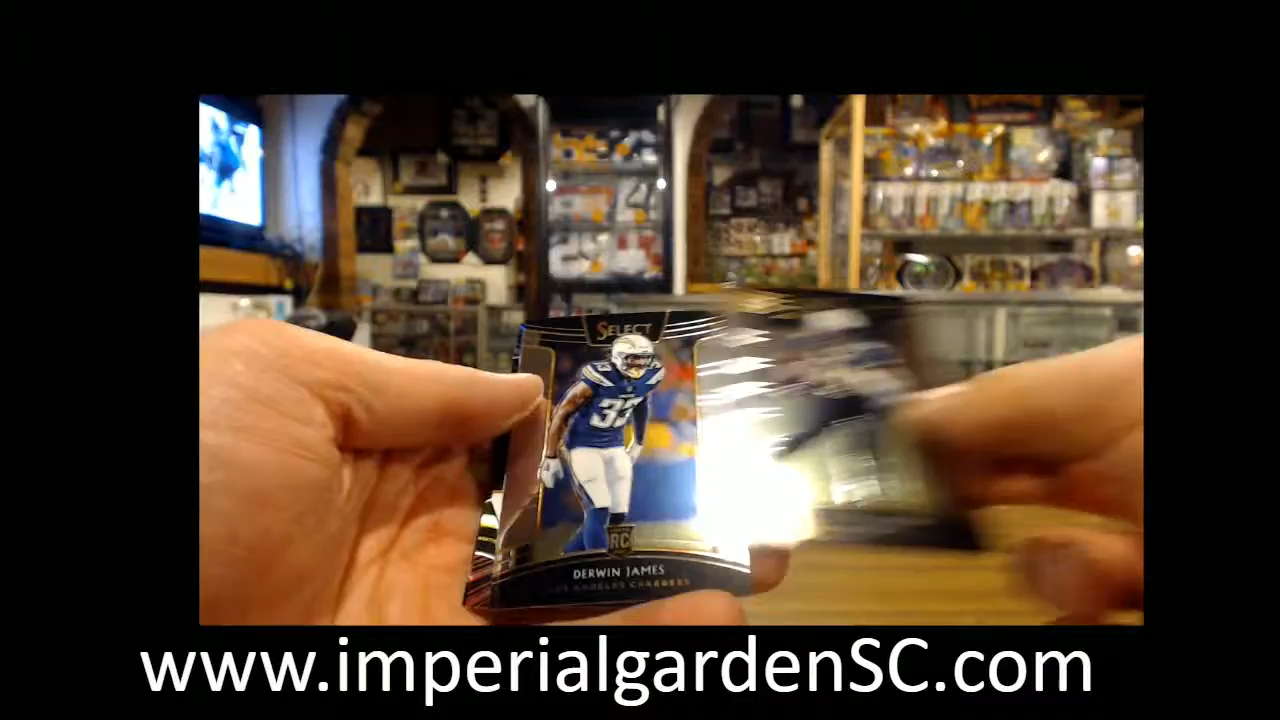 SELECT
33
RC
DERWIN JAMES
LOS ANGELES CHARGERS
www.imperialgardenSC.com